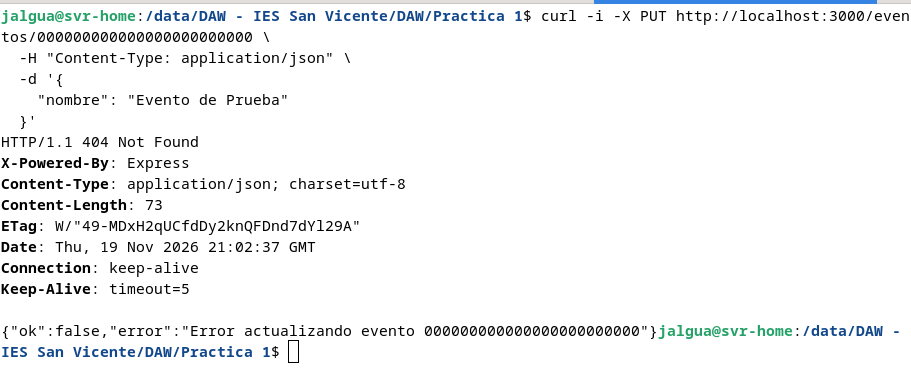 jalgua@svr-home:/data/DAW - IES San Vicente/DAW/Practica 1$ curl -i -X PUT http://localhost:3000/even
tos/000000000000000000000000 \
  -H "Content-Type: application/json" \
  -d '{
    "nombre": "Evento de Prueba"
  }'
HTTP/1.1 404 Not Found
X-Powered-By: Express
Content-Type: application/json; charset=utf-8
Content-Length: 73
ETag: W/"49-MDxH2qUCfdDy2knQFDnd7dYl29A"
Date: Thu, 19 Nov 2026 21:02:37 GMT
Connection: keep-alive
Keep-Alive: timeout=5

{"ok":false,"error":"Error actualizando evento 000000000000000000000000"}jalgua@svr-home:/data/DAW -
IES San Vicente/DAW/Practica 1$